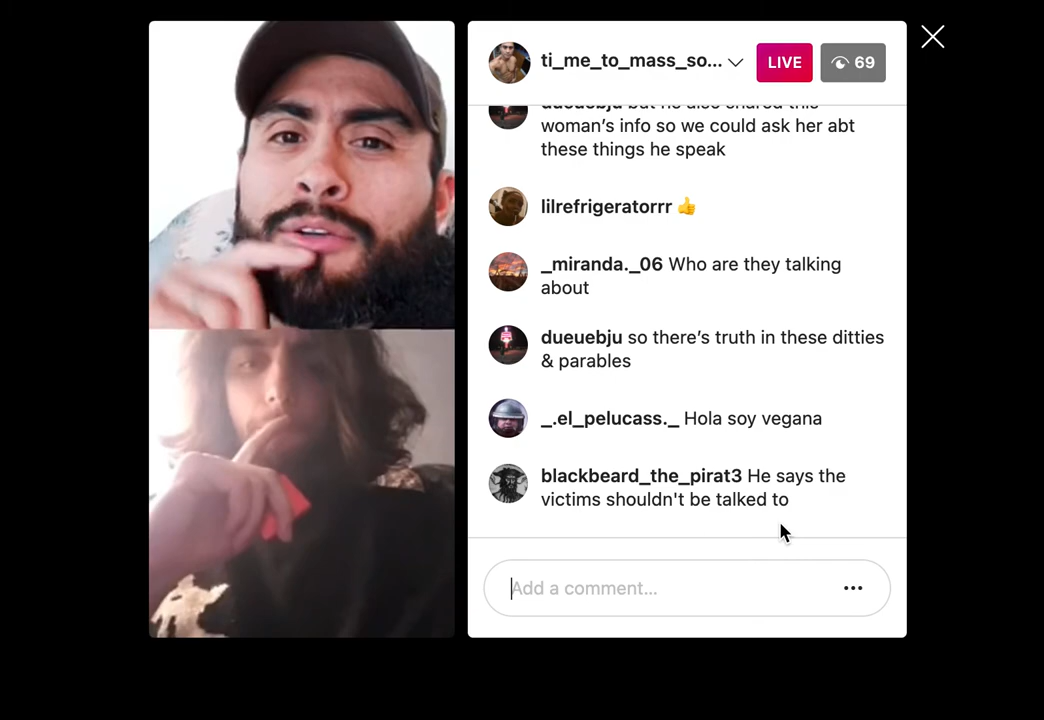 ti_me_to_mass_so...
LIVE
69
dueuebju but he also shared this
woman's info so we could ask her abt
these things he speak
lilrefrigeratorrr 👍
_miranda._06 Who are they talking
about
dueuebju so there's truth in these ditties
& parables
_.el_pelucass._ Hola soy vegana
blackbeard_the_pirat3 He says the
victims shouldn't be talked to
Add a comment...